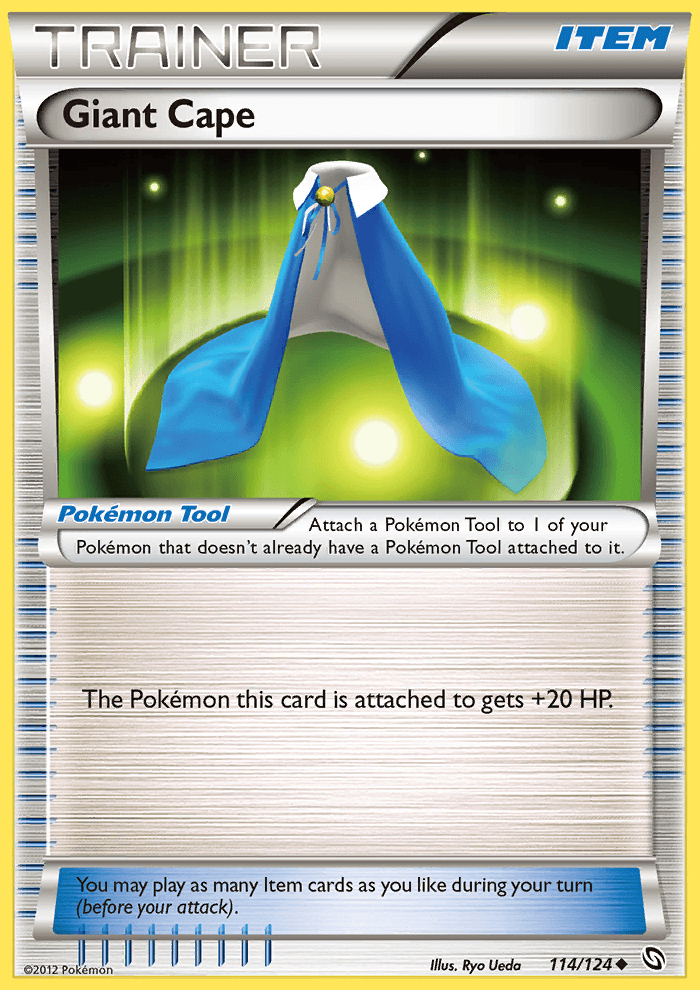 TRAINER
ITEM
Giant Cape
Pokémon Tool
Attach a Pokémon Tool to 1 of your
Pokémon that doesn't already have a Pokémon Tool attached to it.
The Pokémon this card is attached to gets +20 HP.
You may play as many Item cards as you like during your turn
(before your attack).
©2012 Pokémon
Illus. Ryo Ueda
114/124